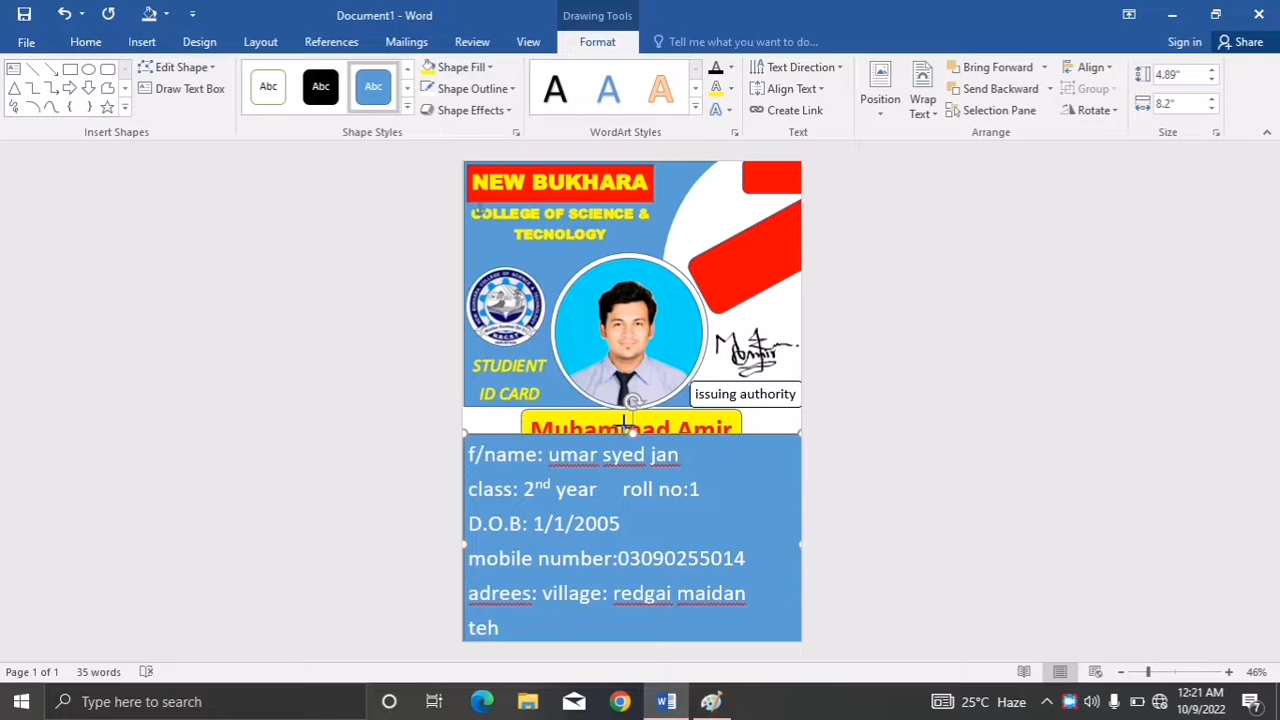 Document1 - Word
Drawing Tools
File
Home
Insert
Design
Layout
References
Mailings
Review
View
Format
Tell me what you want to do...
Sign in
Share
Edit Shape
Draw Text Box
Insert Shapes
Abc
Abc
Abc
Shape Fill
Shape Outline
Shape Effects
Shape Styles
A
A
A
WordArt Styles
Text Direction
Align Text
Create Link
Text
Position
Wrap
Text
Bring Forward
Send Backward
Selection Pane
Align
Group
Rotate
Arrange
4.89"
8.2"
Size
NEW BUKHARA
COLLEGE OF SCIENCE &
TECNOLOGY
STUDENT
ID CARD
issuing authority
Muhammad Amir
f/name: umar syed jan
class: 2nd year roll no:1
D.O.B: 1/1/2005
mobile number:03090255014
adrees: village: redgai maidan
teh
Page 1 of 1
35 words
46%
Type here to search
25°C Haze
12:21 AM
10/9/2022
7